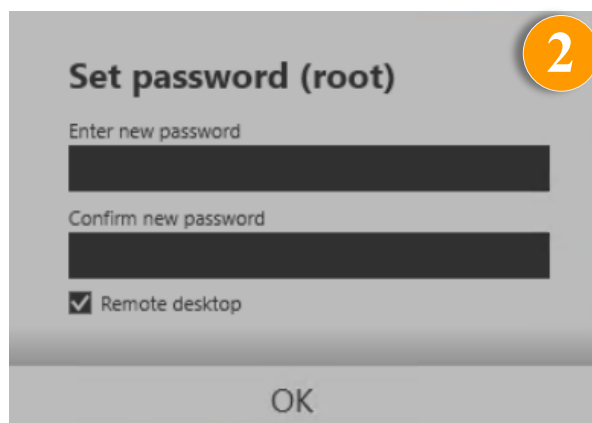 2
Set password (root)
Enter new password
Confirm new password
Remote desktop
OK